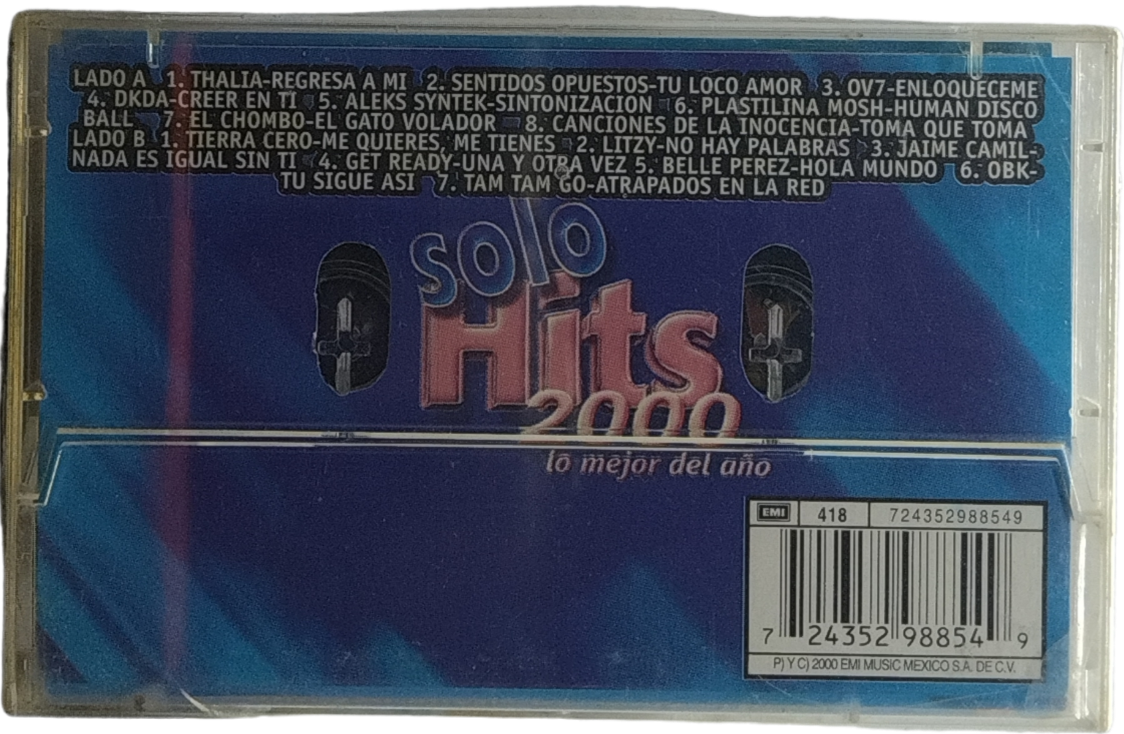 LADO A 1. THALIA-REGRESA A MI 2. SENTIDOS OPUESTOS-TU LOCO AMOR 3. OV7-ENLOQUECEME
4. DKDA-CREER EN TI 5. ALEKS SYNTEK-SINTONIZACION 6. PLASTILINA MOSH-HUMAN DISCO
BALL 7. EL CHOMBO-EL GATO VOLADOR 8. CANCIONES DE LA INOCENCIA-TOMA QUE TOMA
LADO B 1. TIERRA CERO-ME QUIERES, ME TIENES 2. LITZY-NO HAY PALABRAS 3. JAIME CAMIL-
NADA ES IGUAL SIN TI 4. GET READY-UNA Y OTRA VEZ 5. BELLE PEREZ-HOLA MUNDO 6. OBK-
TU SIGUE ASI 7. TAM TAM GO-ATRAPADOS EN LA RED
solo
Hits
2000
lo mejor del año
EMI 418 724352988549
7 24352 98854 9
P) Y C) 2000 EMI MUSIC MEXICO S.A. DE C.V.